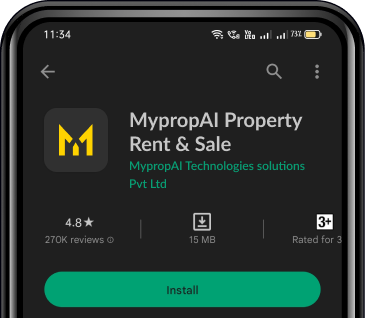 11:34
73%
MypropAI Property
Rent & Sale
MypropAI Technologies solutions
Pvt Ltd
4.8★
270K reviews
15 MB
3+
Rated for 3
Install